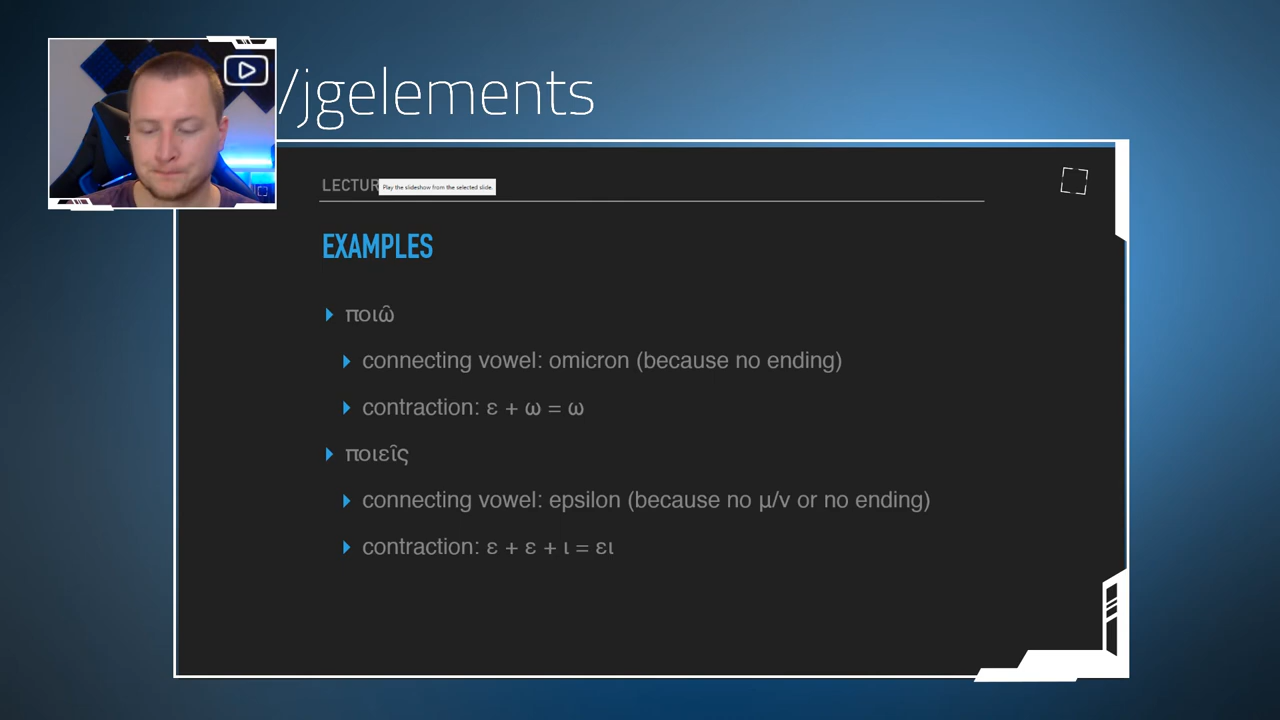 /jgelements
LECTUR
Play the slideshow from the selected slide.
EXAMPLES
ποιῶ
connecting vowel: omicron (because no ending)
contraction: ε + ω = ω
ποιεῖς
connecting vowel: epsilon (because no μ/ν or no ending)
contraction: ε + ε + ι = ει